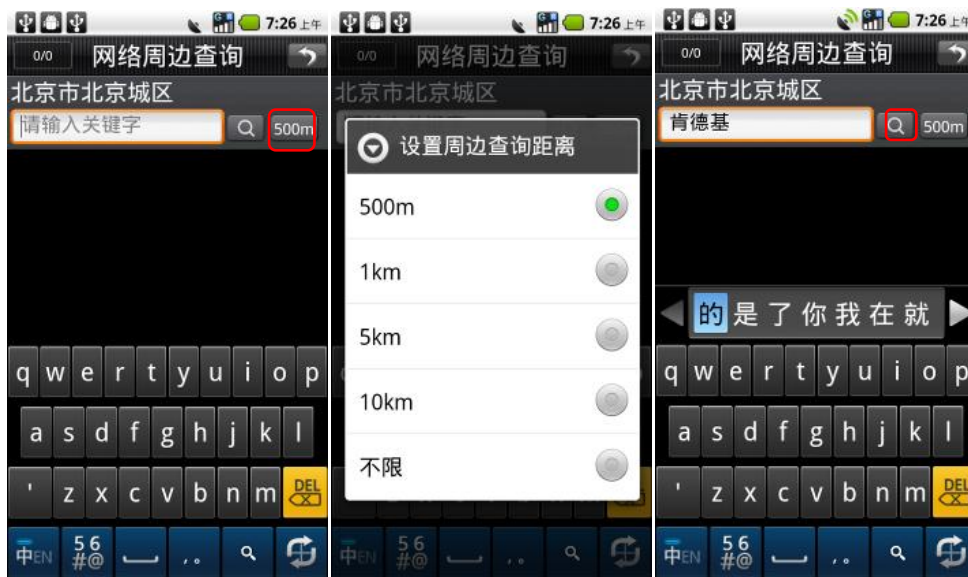 7:26 上午
0/0 网络周边查询
北京市北京城区
请输入关键字 500m
q w e r t y u i o p
a s d f g h j k l
' z x c v b n m DEL
中EN 56#@ ,。
7:26 上午
0/0 网络周边查询
北京市北京城区
设置周边查询距离
500m
1km
5km
10km
不限
中EN 56#@ ,。
7:26 上午
0/0 网络周边查询
北京市北京城区
肯德基 500m
的 是 了 你 我 在 就
q w e r t y u i o p
a s d f g h j k l
' z x c v b n m DEL
中EN 56#@ ,。